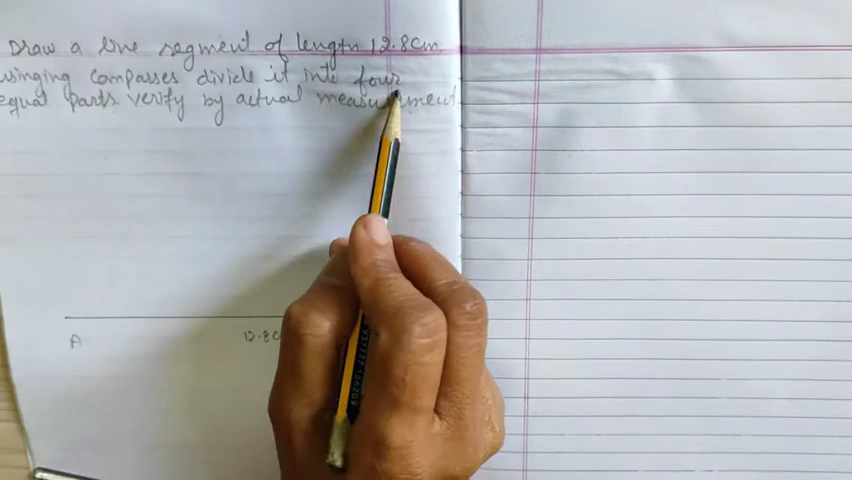 Draw a line segment of length 12.8cm
usinging compasses divide it into four
equal parts verify by actual measurement
A 12.8c